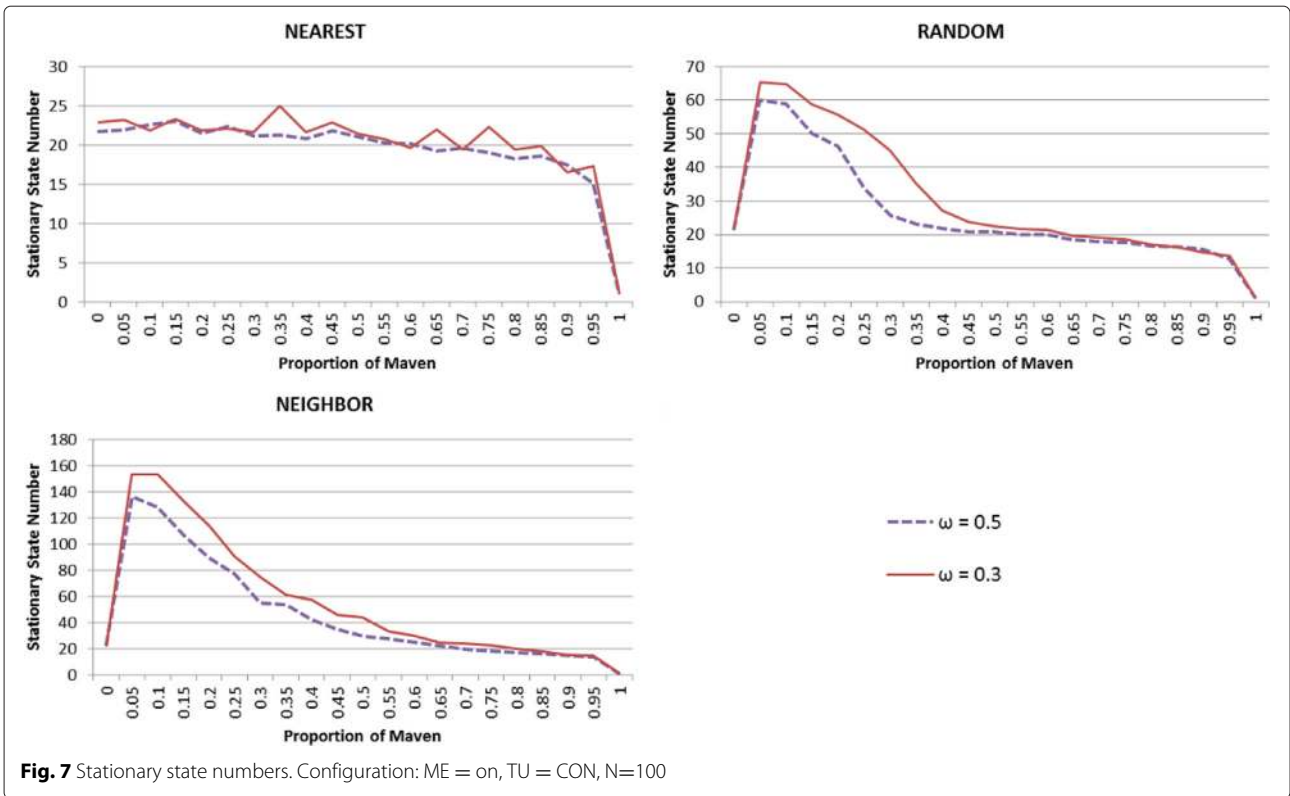 NEAREST
Stationary State Number
30
25
20
15
10
5
0
0 0.05 0.1 0.15 0.2 0.25 0.3 0.35 0.4 0.45 0.5 0.55 0.6 0.65 0.7 0.75 0.8 0.85 0.9 0.95 1
Proportion of Maven
RANDOM
Stationary State Number
70
60
50
40
30
20
10
0
0 0.05 0.1 0.15 0.2 0.25 0.3 0.35 0.4 0.45 0.5 0.55 0.6 0.65 0.7 0.75 0.8 0.85 0.9 0.95 1
Proportion of Maven
NEIGHBOR
Stationary State Number
180
160
140
120
100
80
60
40
20
0
0 0.05 0.1 0.15 0.2 0.25 0.3 0.35 0.4 0.45 0.5 0.55 0.6 0.65 0.7 0.75 0.8 0.85 0.9 0.95 1
Proportion of Maven
ω = 0.5
ω = 0.3
Fig. 7 Stationary state numbers. Configuration: ME = on, TU = CON, N=100